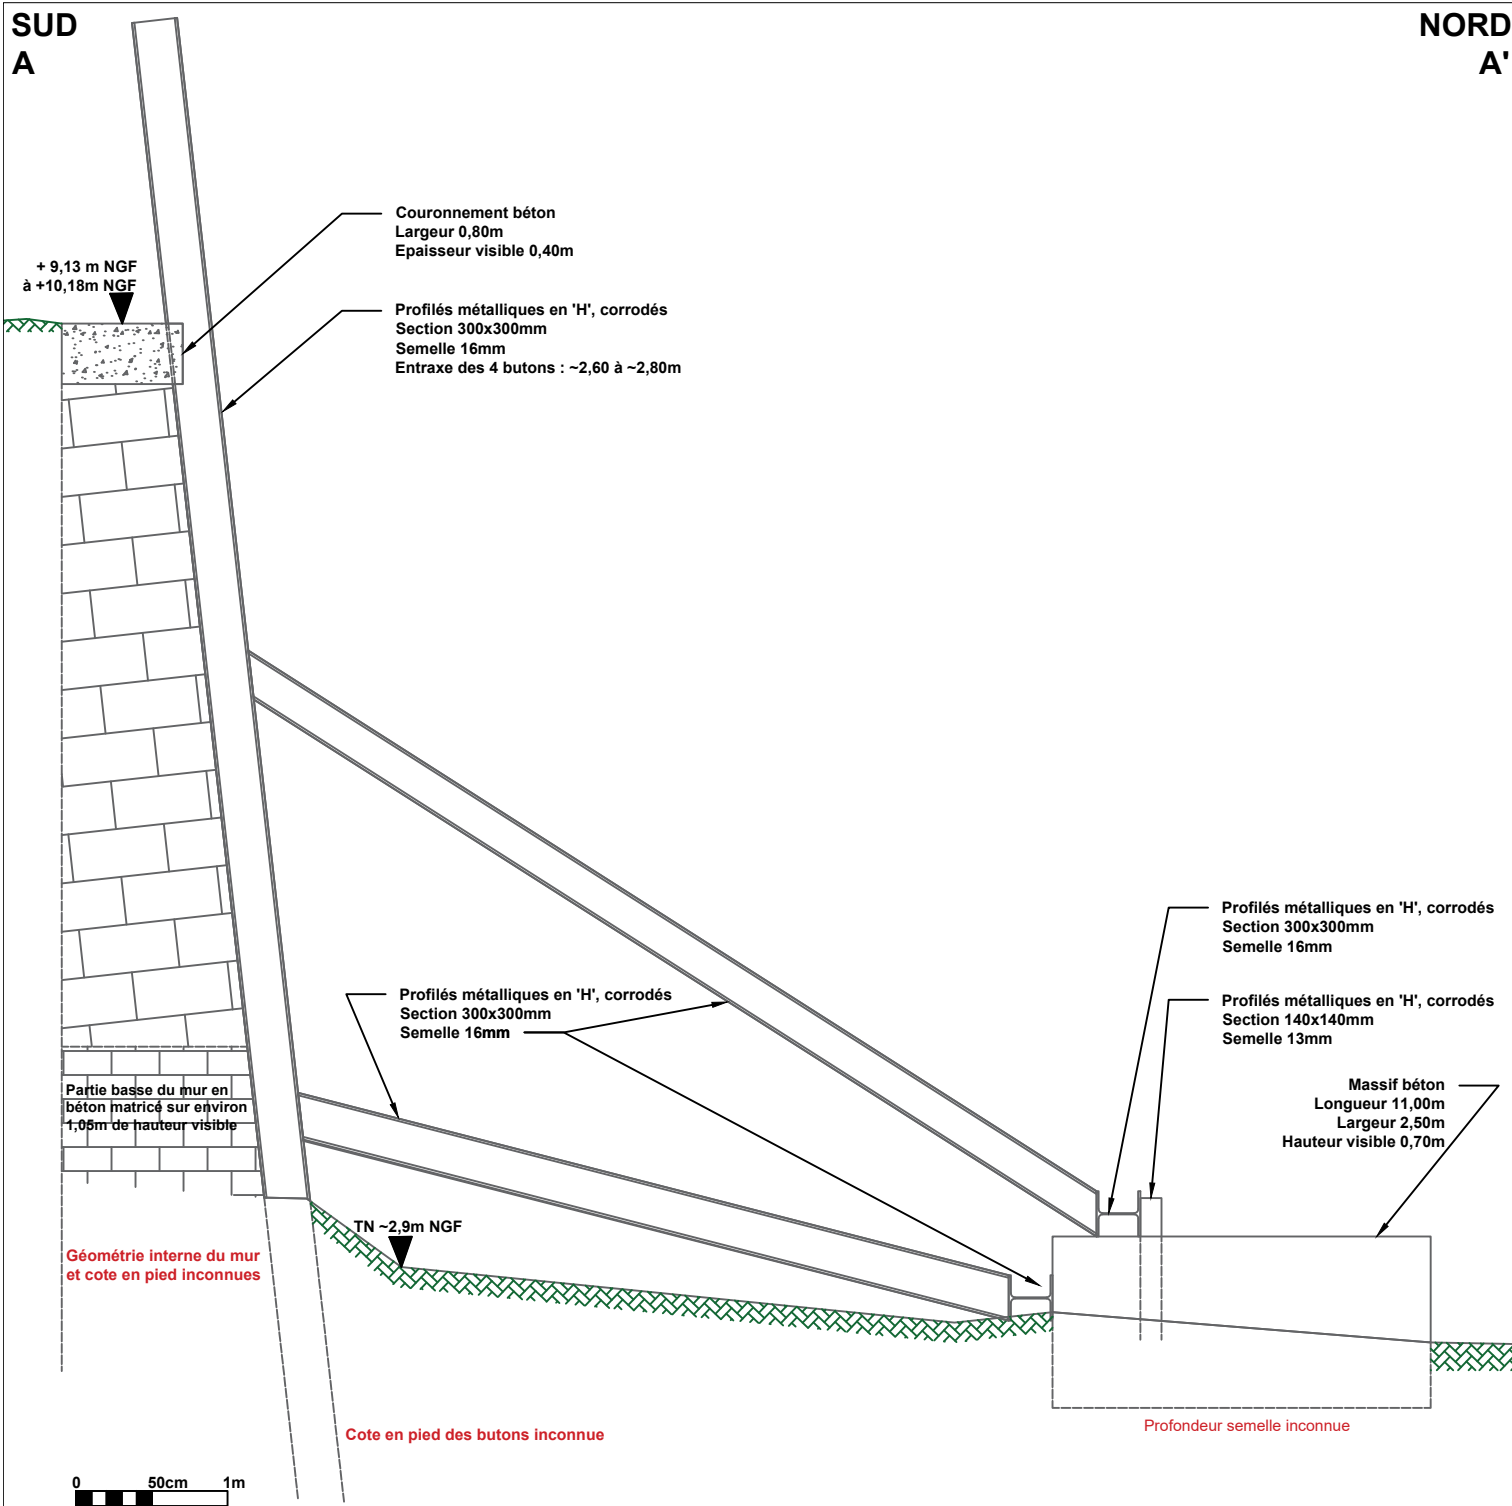 SUD
A
NORD
A'
Couronnement béton
Largeur 0,80m
Epaisseur visible 0,40m
+ 9,13 m NGF
à +10,18m NGF
Profilés métalliques en 'H', corrodés
Section 300x300mm
Semelle 16mm
Entraxe des 4 butons : ~2,60 à ~2,80m
Profilés métalliques en 'H', corrodés
Section 300x300mm
Semelle 16mm
Profilés métalliques en 'H', corrodés
Section 300x300mm
Semelle 16mm
Profilés métalliques en 'H', corrodés
Section 140x140mm
Semelle 13mm
Massif béton
Longueur 11,00m
Largeur 2,50m
Hauteur visible 0,70m
Partie basse du mur en
béton matricé sur environ
1,05m de hauteur visible
TN ~2,9m NGF
Géométrie interne du mur
et cote en pied inconnues
Cote en pied des butons inconnue
Profondeur semelle inconnue
0 50cm 1m